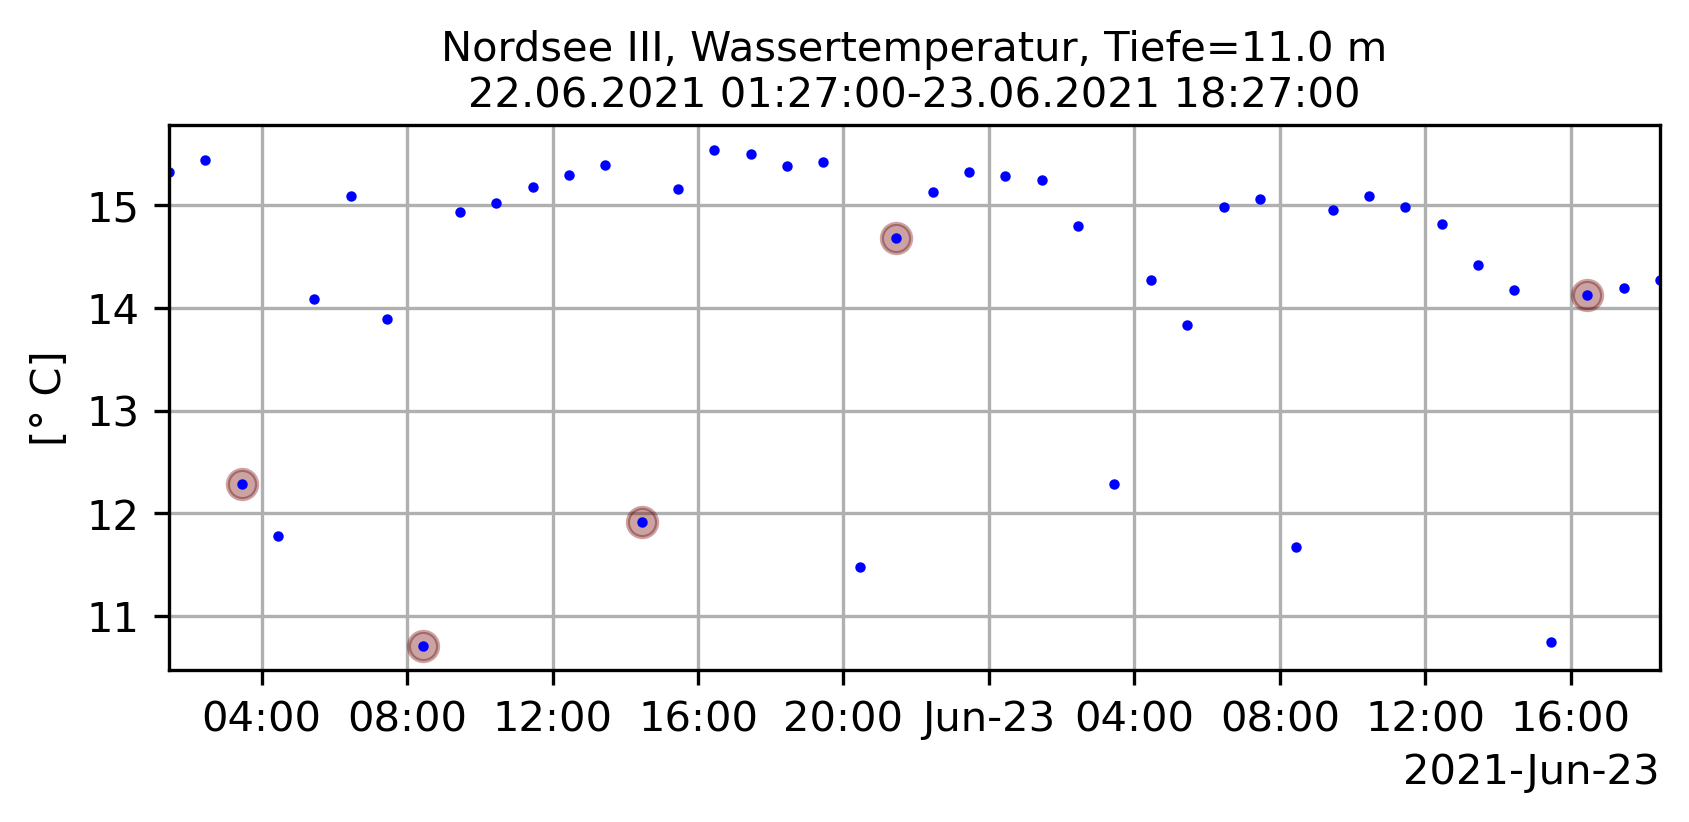 Nordsee III, Wassertemperatur, Tiefe=11.0 m
22.06.2021 01:27:00-23.06.2021 18:27:00
[° C]
15
14
13
12
11
04:00 08:00 12:00 16:00 20:00 Jun-23 04:00 08:00 12:00 16:00
2021-Jun-23